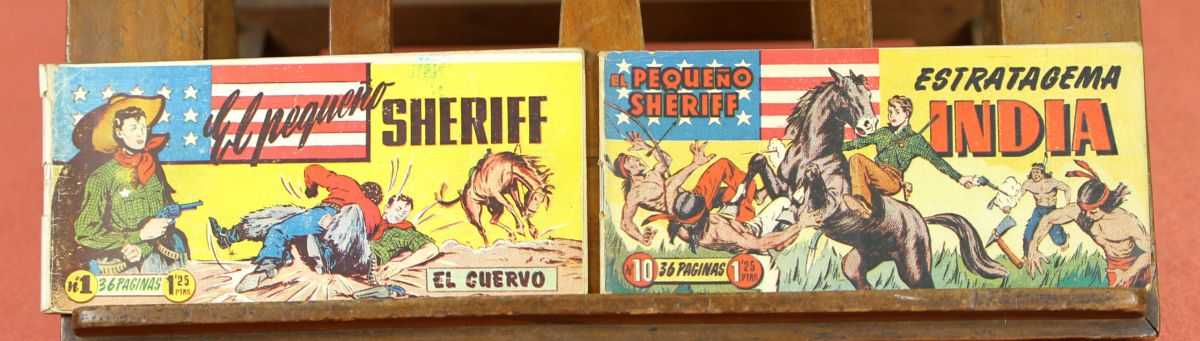 El pequeño
SHERIFF
Nº1
36 PAGINAS
1'25
PTAS.
EL CUERVO
EL PEQUEÑO
SHERIFF
ESTRATAGEMA
INDIA
Nº10
36 PAGINAS
1'25
PTAS.